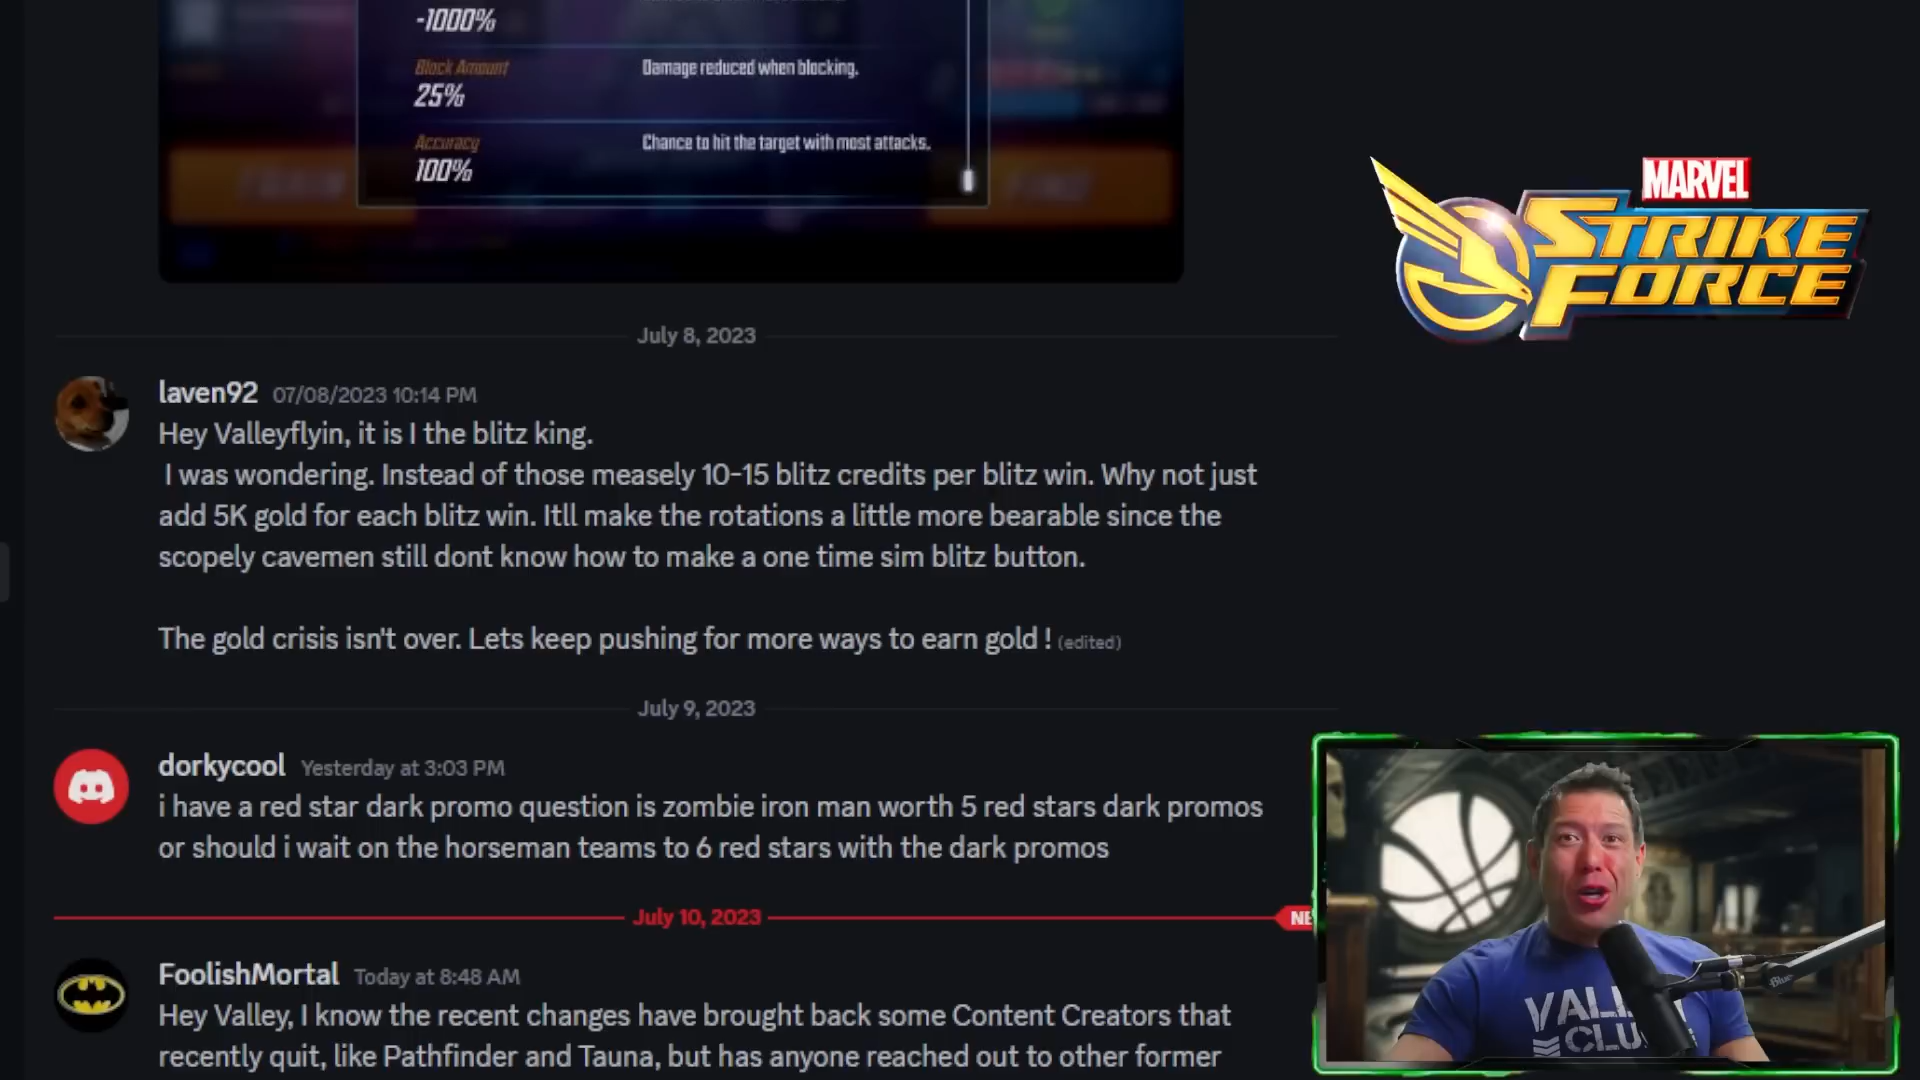 -1000%
Block Amount
Damage reduced when blocking.
25%
Accuracy
Chance to hit the target with most attacks.
100%
MARVEL
STRIKE
FORCE
July 8, 2023
laven92 07/08/2023 10:14 PM
Hey Valleyflyin, it is I the blitz king.
I was wondering. Instead of those measely 10-15 blitz credits per blitz win. Why not just
add 5K gold for each blitz win. Itll make the rotations a little more bearable since the
scopely cavemen still dont know how to make a one time sim blitz button.
The gold crisis isn't over. Lets keep pushing for more ways to earn gold ! (edited)
July 9, 2023
dorkycool Yesterday at 3:03 PM
i have a red star dark promo question is zombie iron man worth 5 red stars dark promos
or should i wait on the horseman teams to 6 red stars with the dark promos
July 10, 2023
NE
FoolishMortal Today at 8:48 AM
Hey Valley, I know the recent changes have brought back some Content Creators that
recently quit, like Pathfinder and Tauna, but has anyone reached out to other former
VALL
CLU
Blue